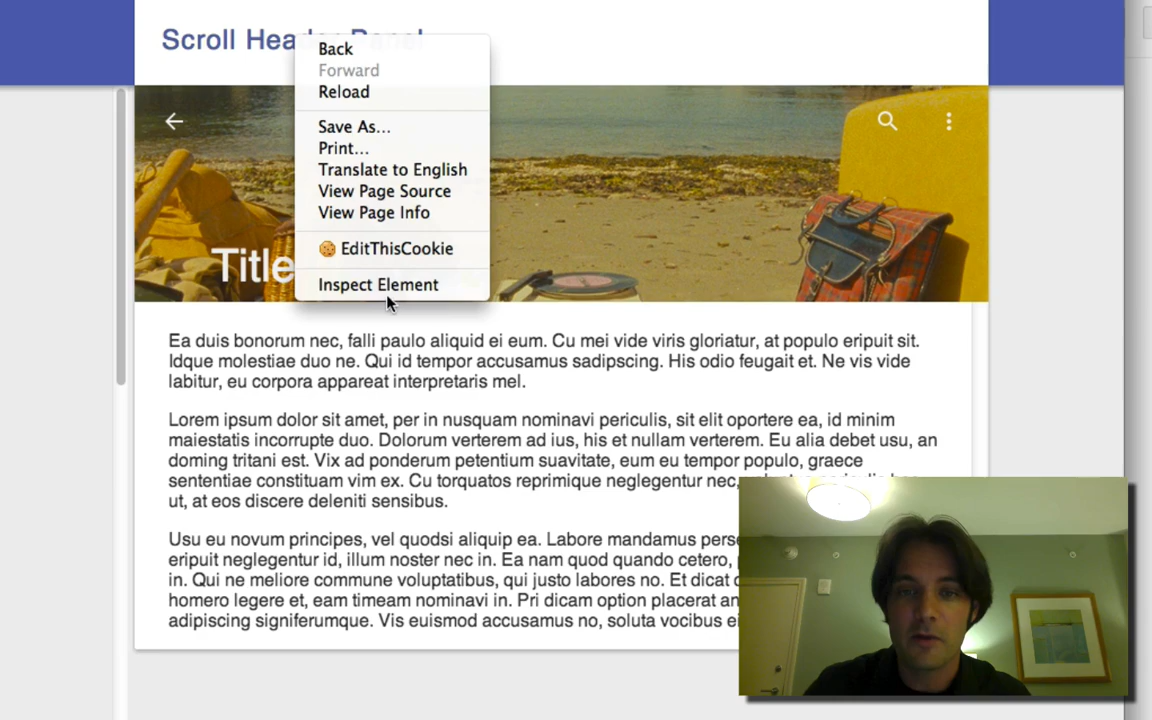 Scroll Header Panel
Back
Forward
Reload
Save As...
Print...
Translate to English
View Page Source
View Page Info
EditThisCookie
Inspect Element
Title
Ea duis bonorum nec, falli paulo aliquid ei eum. Cu mei vide viris gloriatur, at populo eripuit sit.
Idque molestiae duo ne. Qui id tempor accusamus sadipscing. His odio feugait et. Ne vis vide
labitur, eu corpora appareat interpretaris mel.
Lorem ipsum dolor sit amet, per in nusquam nominavi periculis, sit elit oportere ea, id minim
maiestatis incorrupte duo. Dolorum verterem ad ius, his et nullam verterem. Eu alia debet usu, an
doming tritani est. Vix ad ponderum petentium suavitate, eum eu tempor populo, graece
sententiae constituam vim ex. Cu torquatos reprimique neglegentur nec,
ut, at eos discere deleniti sensibus.
Usu eu novum principes, vel quodsi aliquip ea. Labore mandamus
eripuit neglegentur id, illum noster nec in. Ea nam quod quando cetero,
in. Qui ne meliore commune voluptatibus, qui justo labores no. Et dicat
homero legere et, eam timeam nominavi in. Pri dicam option placerat
adipiscing signiferumque. Vis euismod accusamus no, soluta vocibus